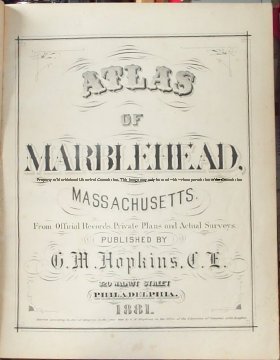 ATLAS
OF
MARBLEHEAD,
MASSACHUSETTS.
From Official Records, Private Plans and Actual Surveys.
PUBLISHED BY
G. M. Hopkins, C. E.
320 WALNUT STREET
PHILADELPHIA.
1881.